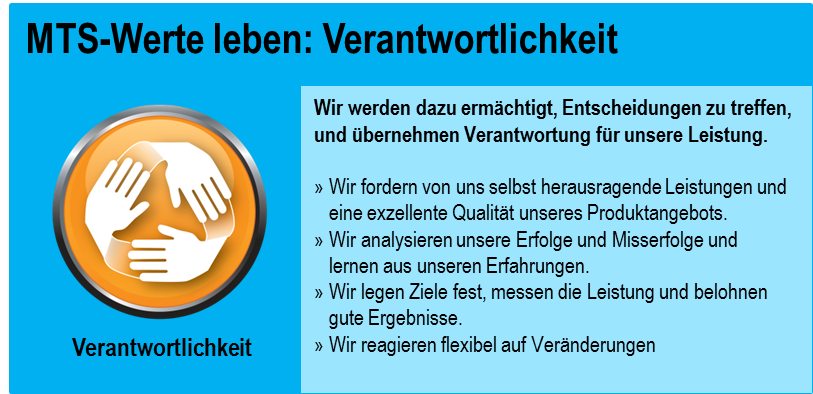 MTS-Werte leben: Verantwortlichkeit
Wir werden dazu ermächtigt, Entscheidungen zu treffen,
und übernehmen Verantwortung für unsere Leistung.
» Wir fordern von uns selbst herausragende Leistungen und
eine exzellente Qualität unseres Produktangebots.
» Wir analysieren unsere Erfolge und Misserfolge und
lernen aus unseren Erfahrungen.
» Wir legen Ziele fest, messen die Leistung und belohnen
gute Ergebnisse.
» Wir reagieren flexibel auf Veränderungen
Verantwortlichkeit